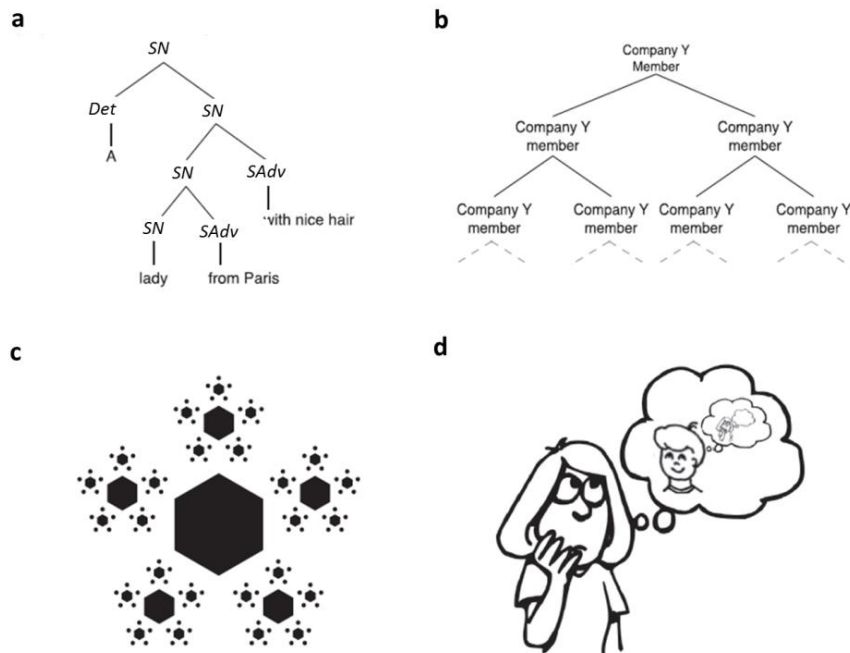 a
SN
Det SN
A
SN SAdv
with nice hair
SN SAdv
lady from Paris
b
Company Y
Member
Company Y
member
Company Y
member
Company Y
member
Company Y
member
Company Y
member
Company Y
member
c
d